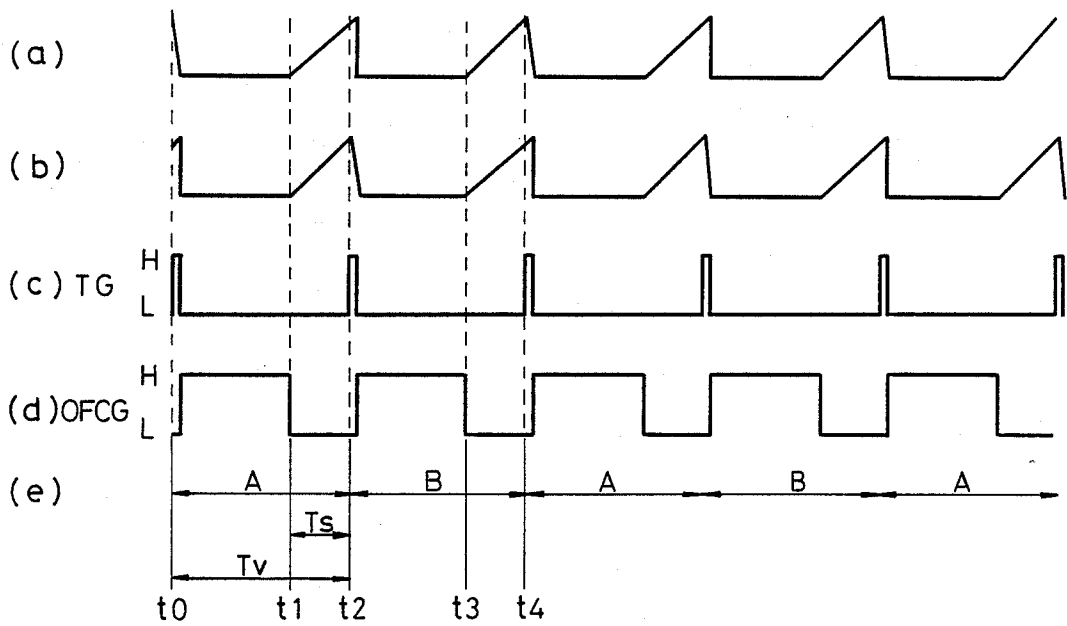 (a)
(b)
H
(c) TG
L
H
(d) OFCG
L
(e) A B A B A
Ts
Tv
t0 t1 t2 t3 t4